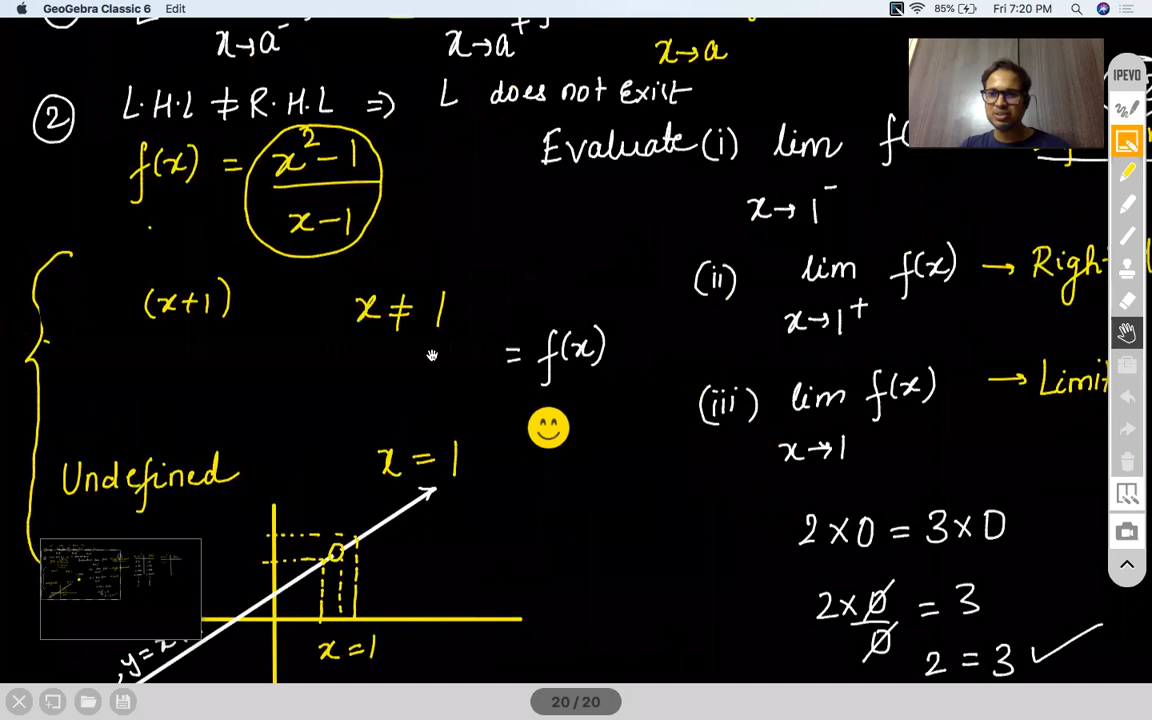 GeoGebra Classic 6 Edit 85% Fri 7:20 PM
x→a⁻ x→a⁺ x→a
② L.H.L ≠ R.H.L ⇒ L does not Exist
IPEVO
f(x) = x²-1 / x-1
Evaluate (i) lim f(
x→1⁻
(x+1) x ≠ 1
= f(x)
(ii) lim f(x) → Righ
x→1⁺
(iii) lim f(x) → Limi
x→1
Undefined x = 1
x = 1
y = x
2×0 = 3×0
2×0/0 = 3
2 = 3 ✓
20 / 20